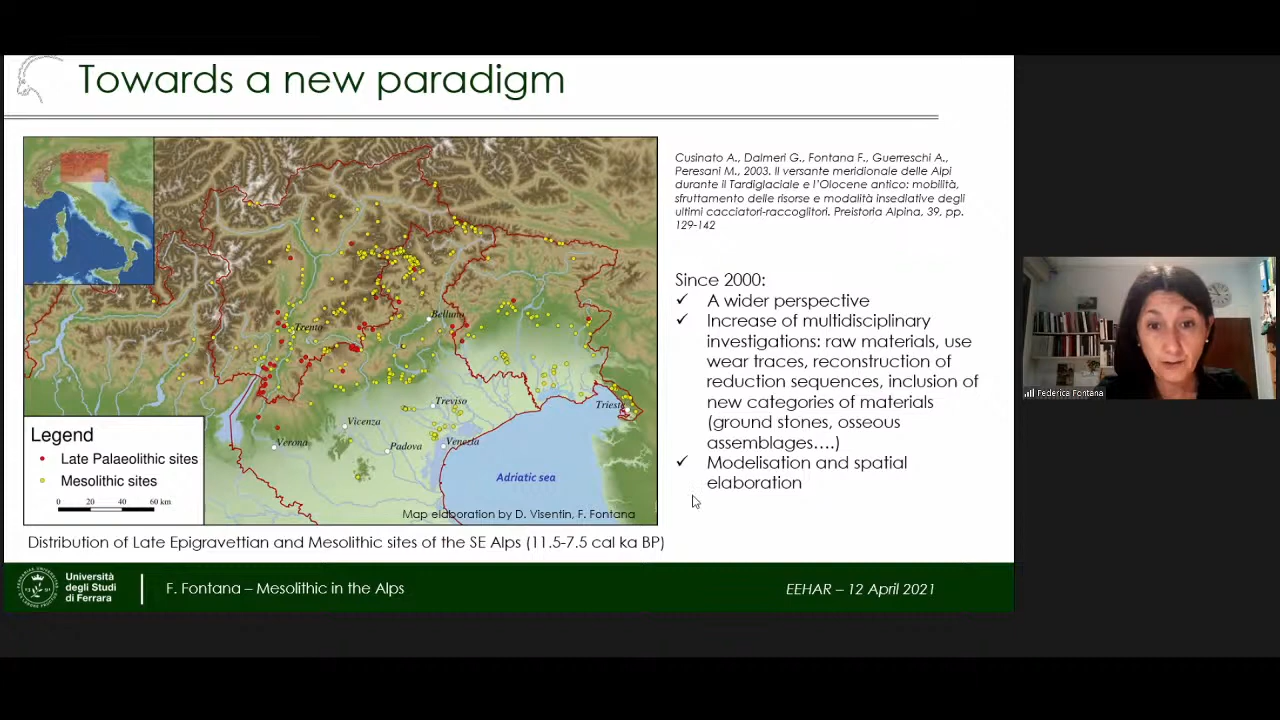 Towards a new paradigm
Trento
Belluno
Treviso
Trieste
Vicenza
Verona
Padova
Venezia
Adriatic sea
Legend
Late Palaeolithic sites
Mesolithic sites
0 20 40 60 km
Map elaboration by D. Visentin, F. Fontana
Distribution of Late Epigravettian and Mesolithic sites of the SE Alps (11.5-7.5 cal ka BP)
Cusinato A., Dalmeri G., Fontana F., Guerreschi A.,
Peresani M., 2003. Il versante meridionale delle Alpi
durante il Tardiglaciale e l'Olocene antico: mobilità,
sfruttamento delle risorse e modalità insediative degli
ultimi cacciatori-raccoglitori. Preistoria Alpina, 39, pp.
129-142
Since 2000:
✓ A wider perspective
✓ Increase of multidisciplinary
investigations: raw materials, use
wear traces, reconstruction of
reduction sequences, inclusion of
new categories of materials
(ground stones, osseous
assemblages....)
✓ Modelisation and spatial
elaboration
Federica Fontana
Università
degli Studi
di Ferrara
F. Fontana – Mesolithic in the Alps
EEHAR – 12 April 2021